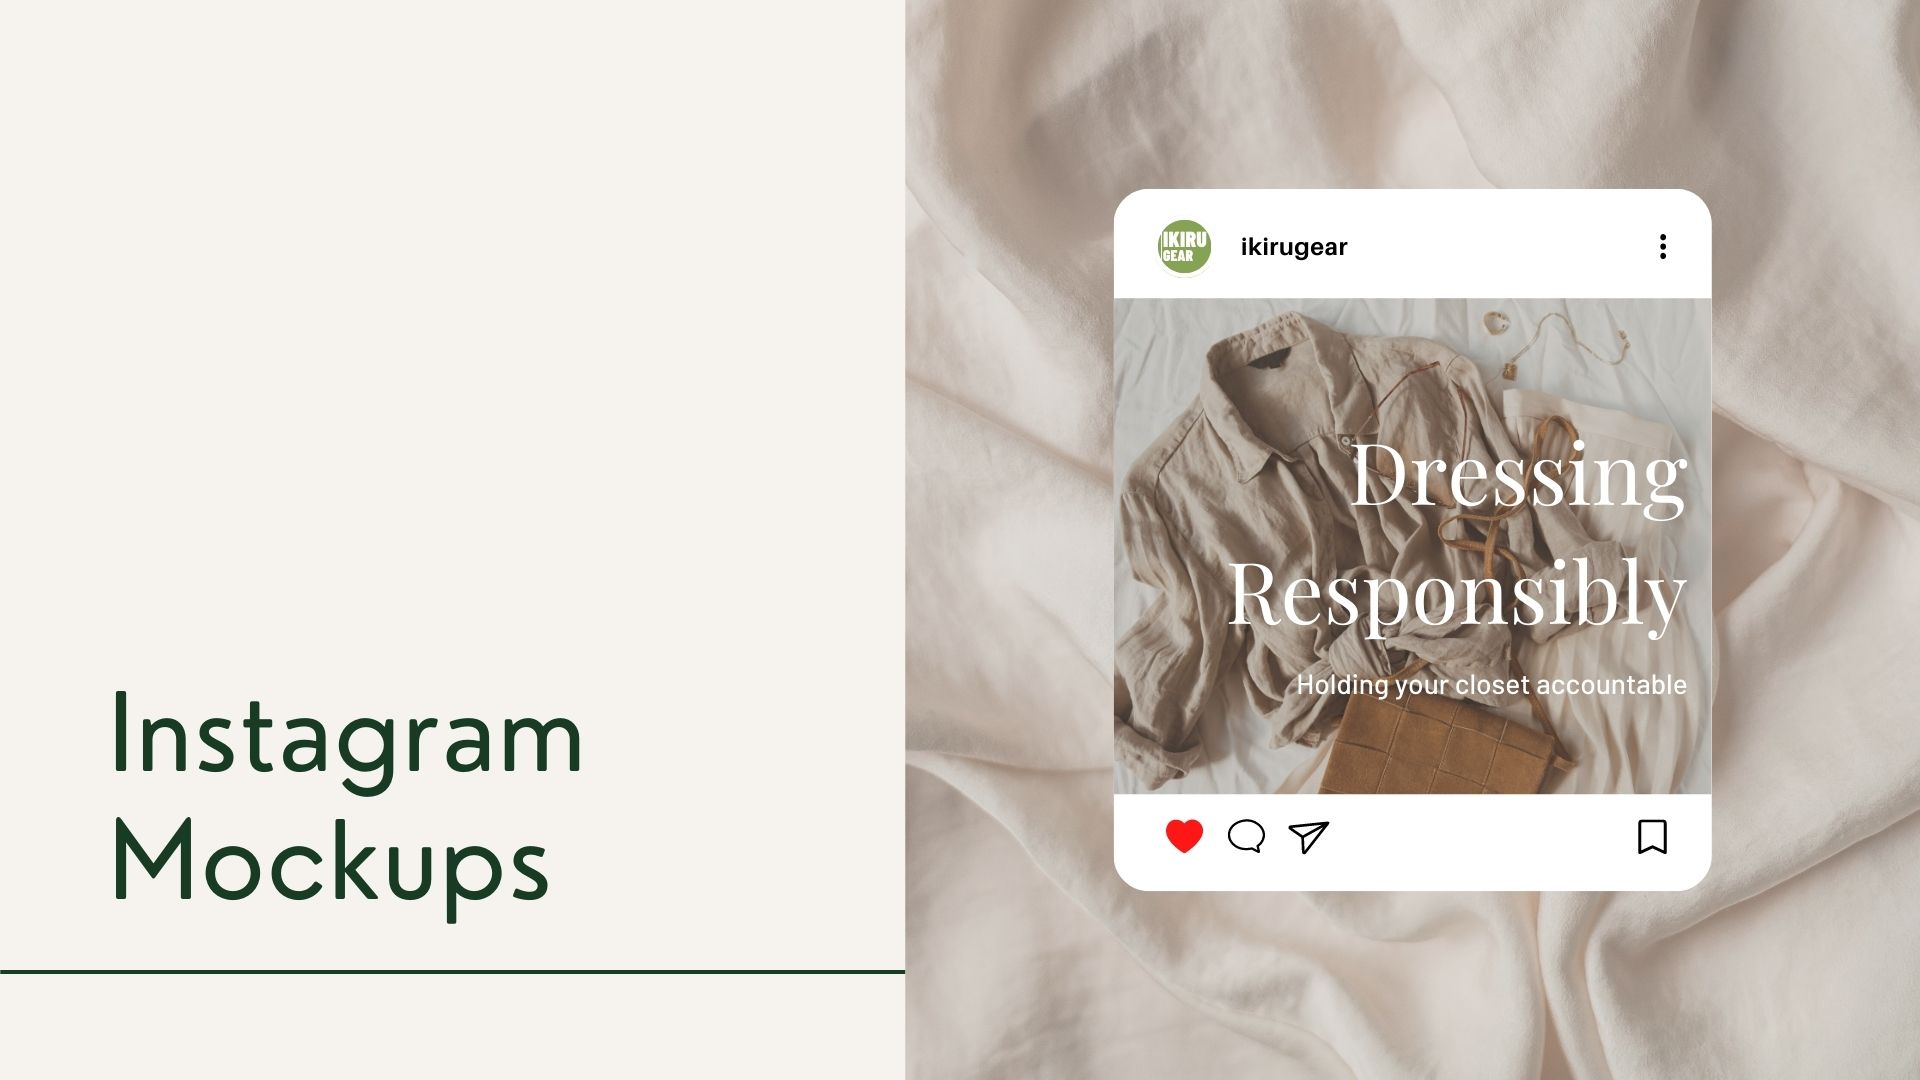 Instagram
Mockups
IKIRU
GEAR
ikirugear
Dressing
Responsibly
Holding your closet accountable